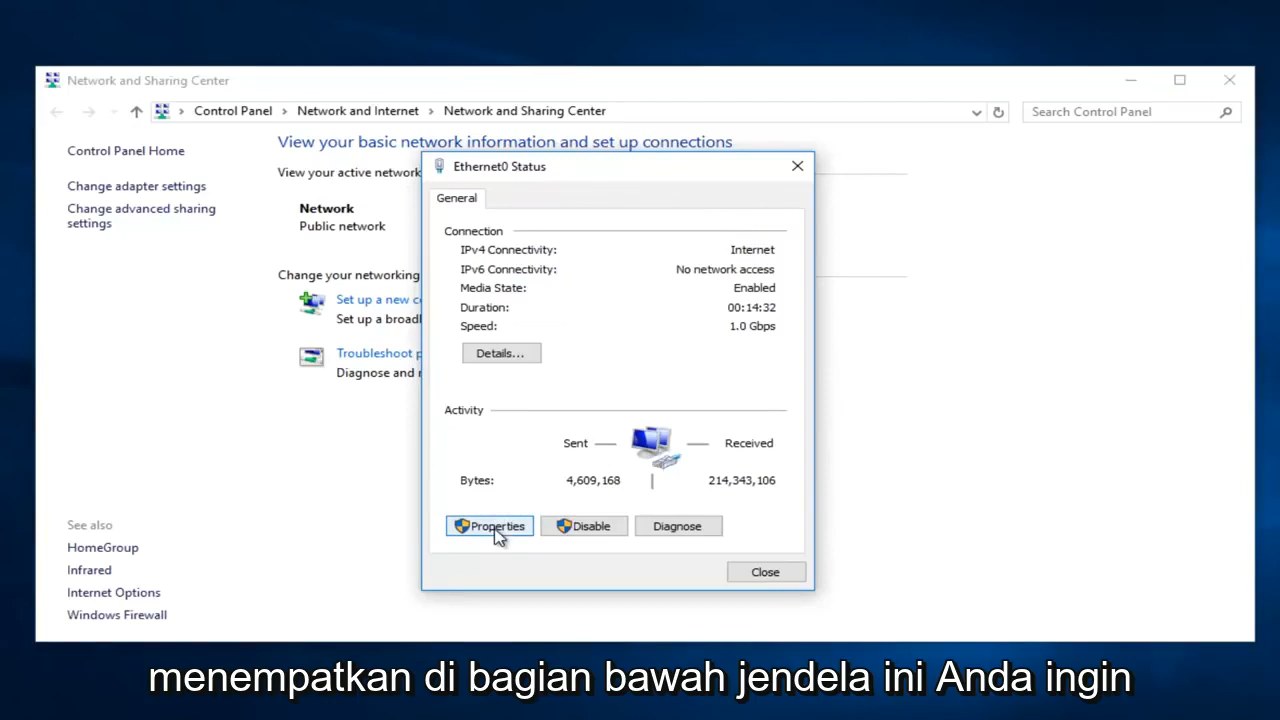 Network and Sharing Center
Control Panel > Network and Internet > Network and Sharing Center
Search Control Panel
Control Panel Home
Change adapter settings
Change advanced sharing
settings
See also
HomeGroup
Infrared
Internet Options
Windows Firewall
View your basic network information and set up connections
View your active network
Network
Public network
Change your networking
Set up a new
Set up a
Troubleshoot
Diagnose and
Ethernet0 Status
General
Connection
IPv4 Connectivity: Internet
IPv6 Connectivity: No network access
Media State: Enabled
Duration: 00:14:32
Speed: 1.0 Gbps
Details...
Activity
Sent Received
Bytes: 4,609,168 214,343,106
Properties Disable Diagnose
Close
menempatkan di bagian bawah jendela ini Anda ingin